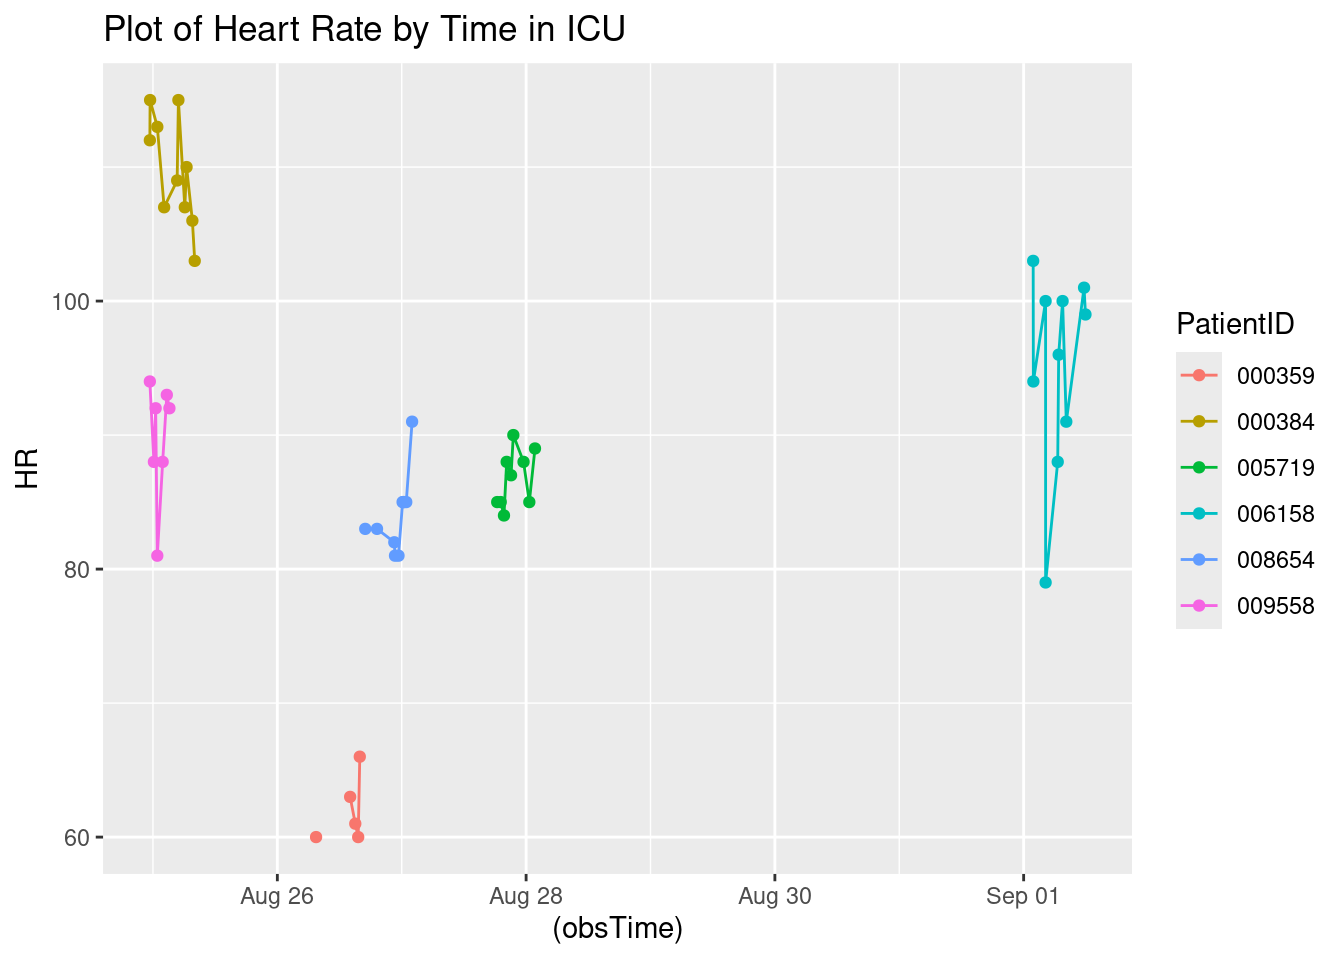 Plot of Heart Rate by Time in ICU
HR
100
80
60
Aug 26
Aug 28
Aug 30
Sep 01
(obsTime)
PatientID
000359
000384
005719
006158
008654
009558